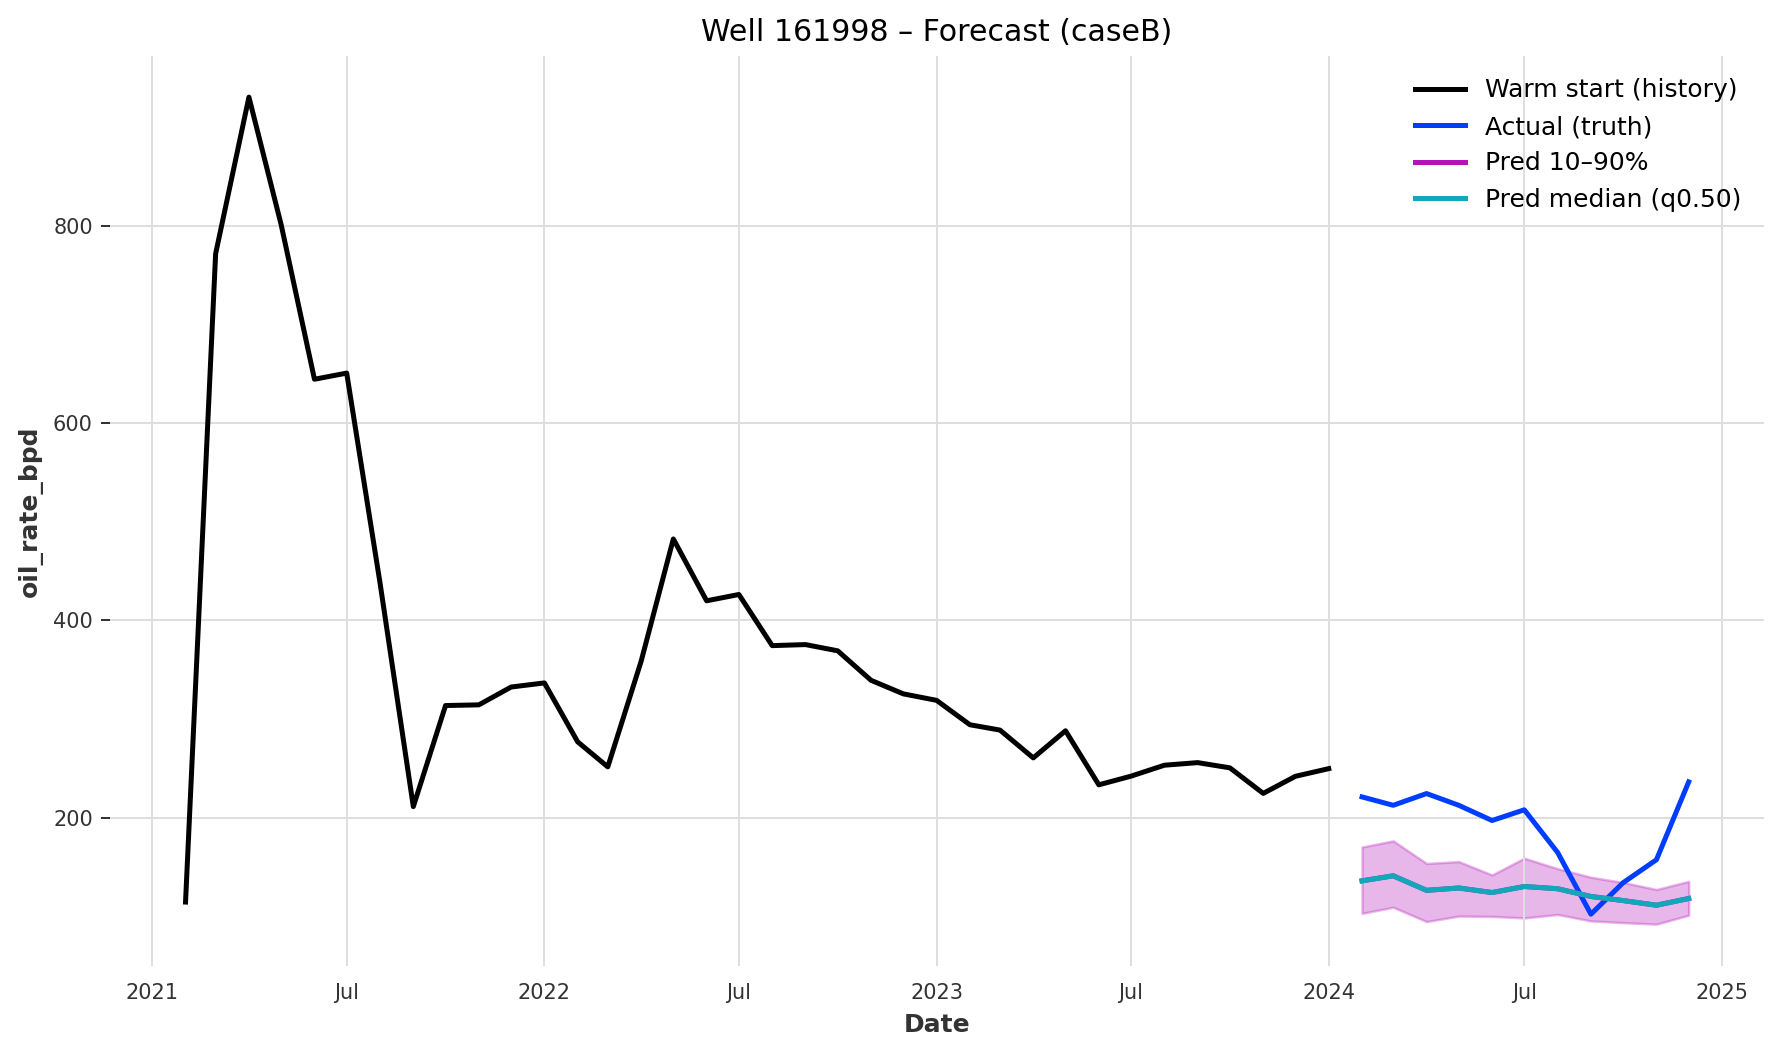 Well 161998 – Forecast (caseB)
Warm start (history)
Actual (truth)
Pred 10–90%
Pred median (q0.50)
oil_rate_bpd
800
600
400
200
2021
Jul
2022
Jul
2023
Jul
2024
Jul
2025
Date